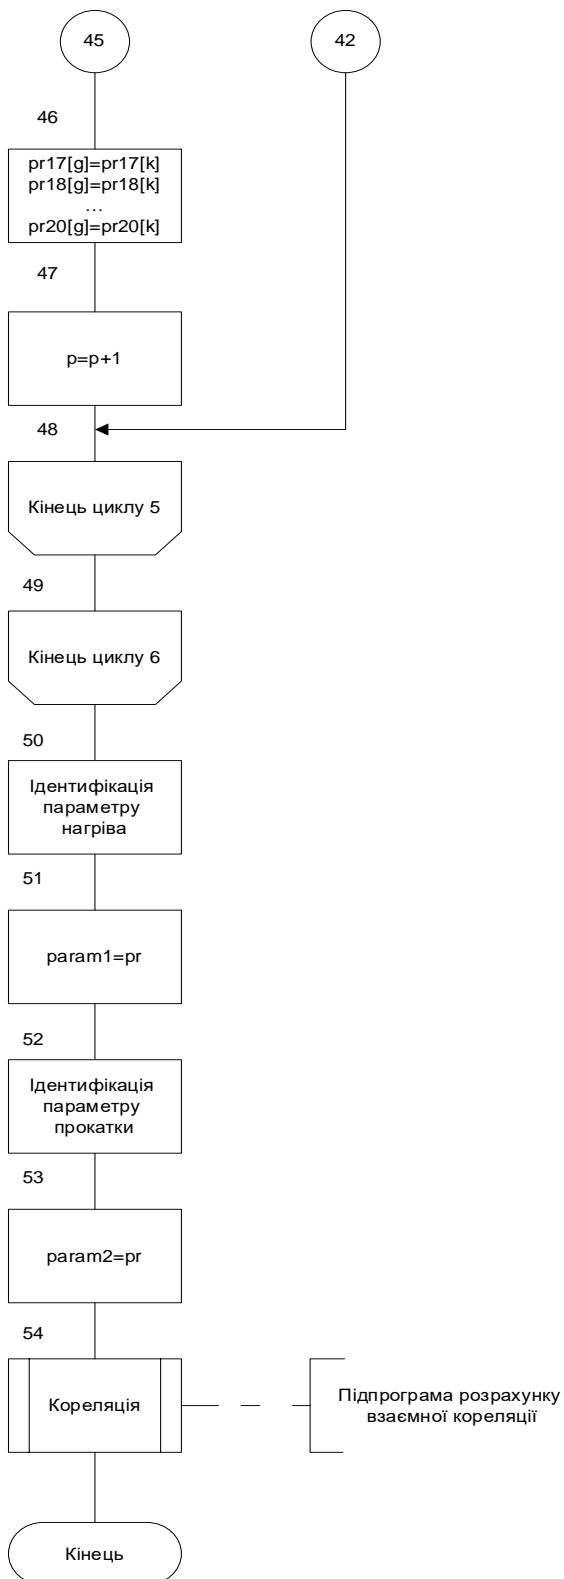 45
42
46
pr17[g]=pr17[k]
pr18[g]=pr18[k]
...
pr20[g]=pr20[k]
47
p=p+1
48
Кінець циклу 5
49
Кінець циклу 6
50
Ідентифікація
параметру
нагріва
51
param1=pr
52
Ідентифікація
параметру
прокатки
53
param2=pr
54
Кореляція
Підпрограма розрахунку
взаємної кореляції
Кінець